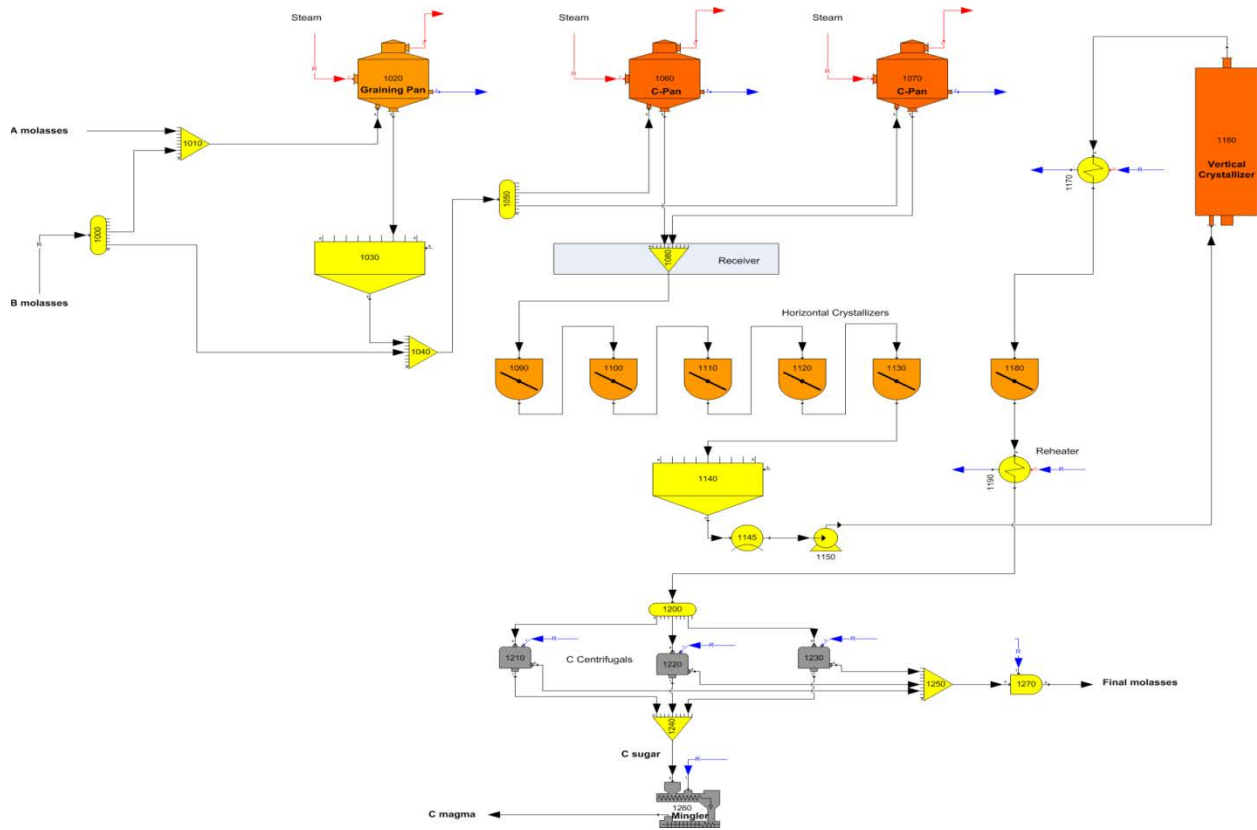 Steam
Steam
Steam
1020
Graining Pan
1060
C-Pan
1070
C-Pan
R
R
R
A molasses
1010
1160
Vertical
Crystallizer
1170
R
1050
1000
R
B molasses
1030
1080
Receiver
1040
Horizontal Crystallizers
1090
1100
1110
1120
1130
1180
Reheater
1190
R
1140
1145
1150
1200
R
R
R
R
1210
C Centrifugals
1220
1230
1250
1270
Final molasses
1240
C sugar
R
1260
Mingler
C magma